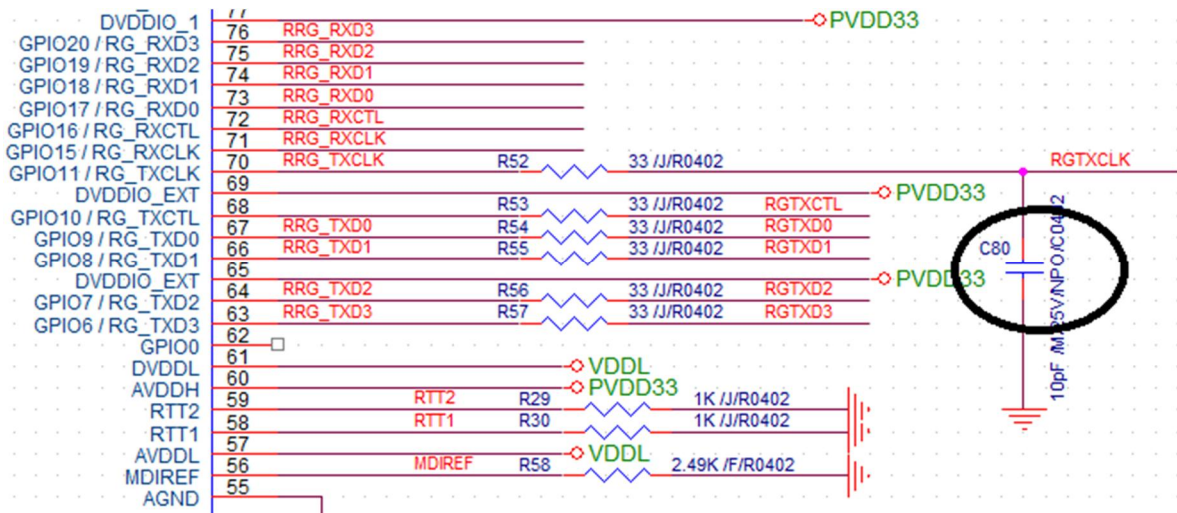 77
DVDDIO_1 PVDD33
76 RRG_RXD3
GPIO20 / RG_RXD3
75 RRG_RXD2
GPIO19 / RG_RXD2
74 RRG_RXD1
GPIO18 / RG_RXD1
73 RRG_RXD0
GPIO17 / RG_RXD0
72 RRG_RXCTL
GPIO16 / RG_RXCTL
71 RRG_RXCLK
GPIO15 / RG_RXCLK
70 RRG_TXCLK R52 33 /J/R0402 RGTXCLK
GPIO11 / RG_TXCLK
69
DVDDIO_EXT PVDD33
68 R53 33 /J/R0402 RGTXCTL
GPIO10 / RG_TXCTL
67 RRG_TXD0 R54 33 /J/R0402 RGTXD0
GPIO9 / RG_TXD0
66 RRG_TXD1 R55 33 /J/R0402 RGTXD1
GPIO8 / RG_TXD1
65
DVDDIO_EXT PVDD33
64 RRG_TXD2 R56 33 /J/R0402 RGTXD2
GPIO7 / RG_TXD2
63 RRG_TXD3 R57 33 /J/R0402 RGTXD3
GPIO6 / RG_TXD3
62
GPIO0
61
DVDDL VDDL
60
AVDDH PVDD33
59 RTT2 R29 1K /J/R0402
RTT2
58 RTT1 R30 1K /J/R0402
RTT1
57
AVDDL VDDL
56 MDIREF R58 2.49K /F/R0402
MDIREF
55
AGND
C80
10pF /M/25V/NPO/C0402